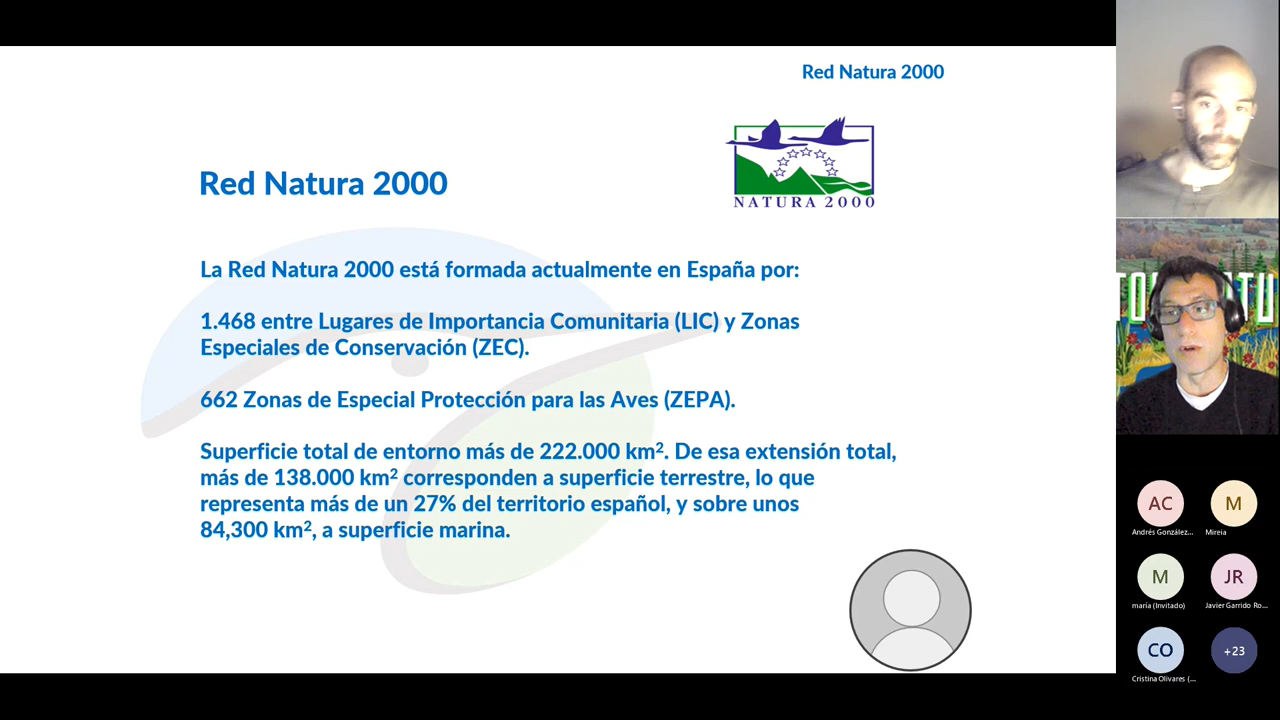 Red Natura 2000
NATURA 2000
Red Natura 2000
La Red Natura 2000 está formada actualmente en España por:
1.468 entre Lugares de Importancia Comunitaria (LIC) y Zonas
Especiales de Conservación (ZEC).
662 Zonas de Especial Protección para las Aves (ZEPA).
Superficie total de entorno más de 222.000 km². De esa extensión total,
más de 138.000 km² corresponden a superficie terrestre, lo que
representa más de un 27% del territorio español, y sobre unos
84,300 km², a superficie marina.
AC
M
Andrés González...
Mireia
M
JR
maría (Invitado)
Javier Garrido Ro...
CO
+23
Cristina Olivares (...